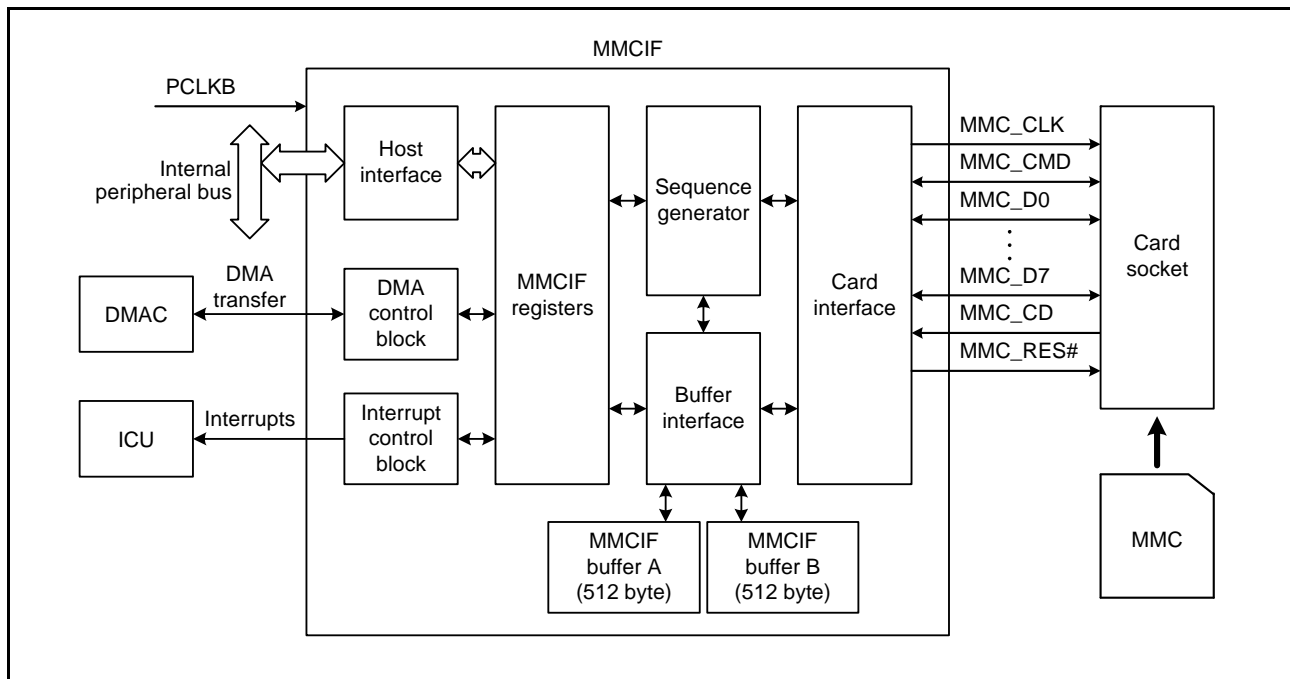 MMCIF
PCLKB
Internal
peripheral bus
Host
interface
DMAC
DMA
transfer
DMA
control
block
ICU
Interrupts
Interrupt
control
block
MMCIF
registers
Sequence
generator
Buffer
interface
MMCIF
buffer A
(512 byte)
MMCIF
buffer B
(512 byte)
Card
interface
MMC_CLK
MMC_CMD
MMC_D0
MMC_D7
MMC_CD
MMC_RES#
Card
socket
MMC